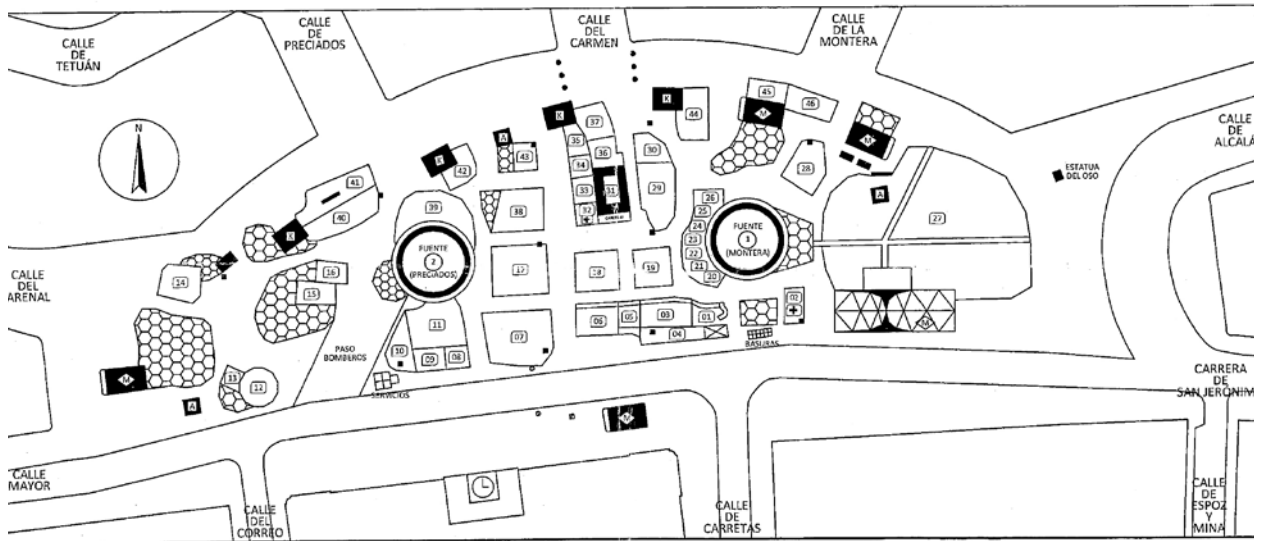 CALLE
DE
TETUÁN
CALLE
DE
PRECIADOS
CALLE
DEL
CARMEN
CALLE
DE LA
MONTERA
CALLE
DE
ALCALÁ
N
ESTATUA
DEL OSO
45
46
K
K
44
M
M
37
35
36
34
33
31
32
30
29
28
A
43
K
42
41
40
K
39
38
26
25
24
23
22
21
20
FUENTE
1
(MONTERA)
A
27
FUENTE
2
(PRECIADOS)
CALLE
DEL
ARENAL
14
16
15
17
18
19
02
M
11
10
09
08
07
06
05
03
01
04
BASURAS
PASO
BOMBEROS
SERVICIOS
M
13
12
A
M
CARRERA
DE
SAN JERÓNIM
CALLE
MAYOR
CALLE
DEL
CORREO
CALLE
DE
CARRETAS
CALLE
DE
ESPOZ
Y
MINA